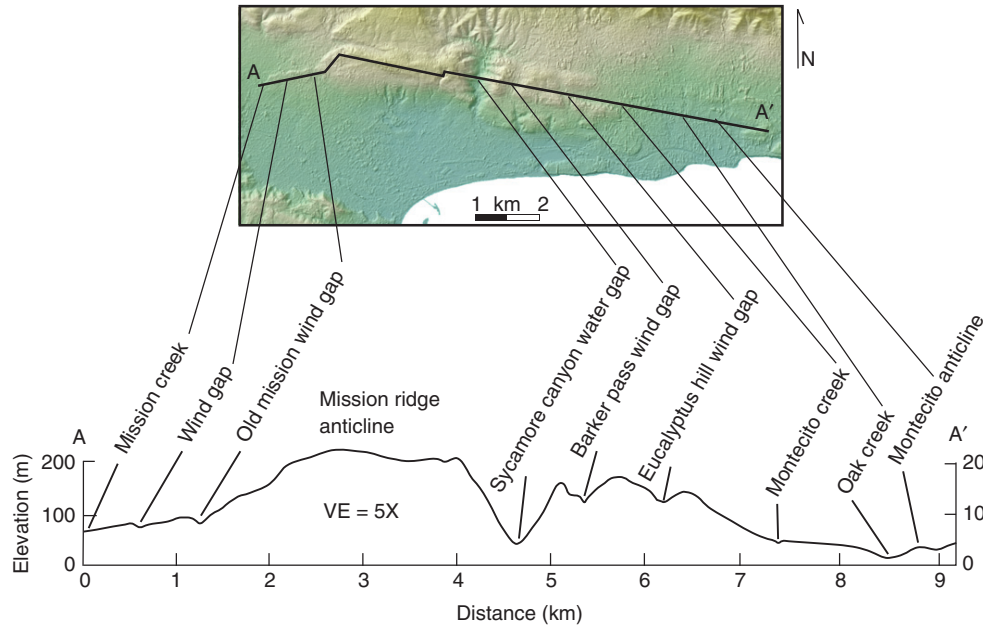 A
A′
N
1 km 2
Mission creek
Wind gap
Old mission wind gap
Sycamore canyon water gap
Barker pass wind gap
Eucalyptus hill wind gap
Montecito creek
Oak creek
Montecito anticline
Mission ridge
anticline
A
A′
Elevation (m)
200
100
0
VE = 5X
20
10
0
0 1 2 3 4 5 6 7 8 9
Distance (km)